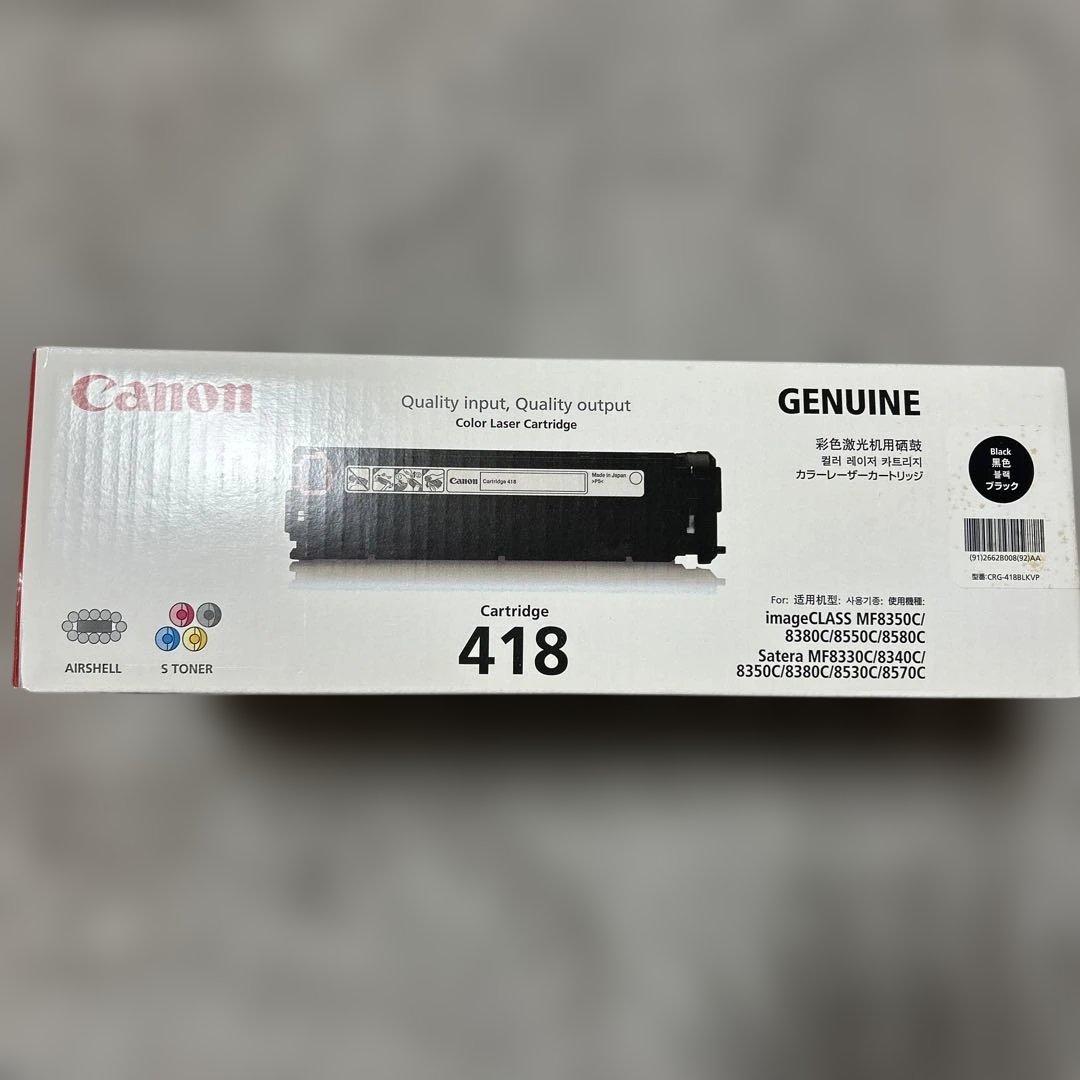 Canon
Quality input, Quality output
Color Laser Cartridge
GENUINE
彩色激光机用硒鼓
컬러 레이저 카트리지
カラーレーザーカートリッジ
Black
黑色
블랙
ブラック
(91)2662B008(92)AA
型番:CRG-418BLKVP
Canon
Cartridge 418
Made in Japan
>PS<
Cartridge
418
AIRSHELL
S TONER
For: 适用机型: 사용기종: 使用機種:
imageCLASS MF8350C/
8380C/8550C/8580C
Satera MF8330C/8340C/
8350C/8380C/8530C/8570C